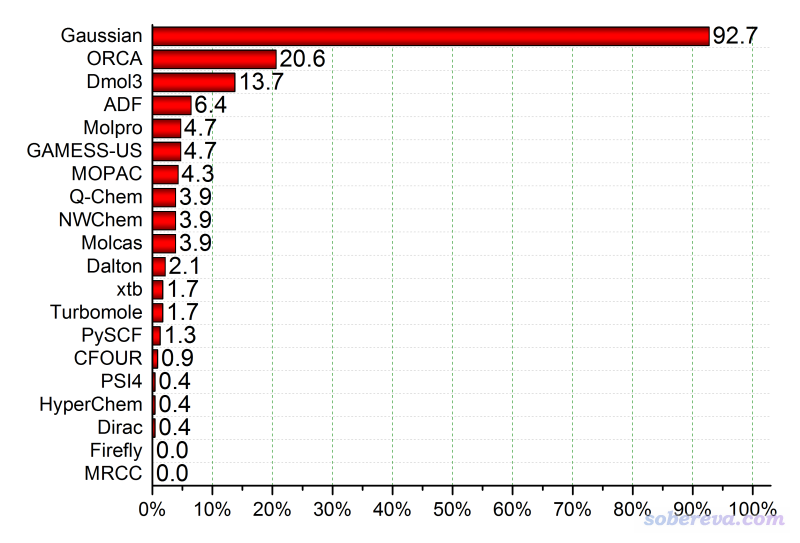 Gaussian 92.7
ORCA 20.6
Dmol3 13.7
ADF 6.4
Molpro 4.7
GAMESS-US 4.7
MOPAC 4.3
Q-Chem 3.9
NWChem 3.9
Molcas 3.9
Dalton 2.1
xtb 1.7
Turbomole 1.7
PySCF 1.3
CFOUR 0.9
PSI4 0.4
HyperChem 0.4
Dirac 0.4
Firefly 0.0
MRCC 0.0
0% 10% 20% 30% 40% 50% 60% 70% 80% 90% 100%
sobereva.com